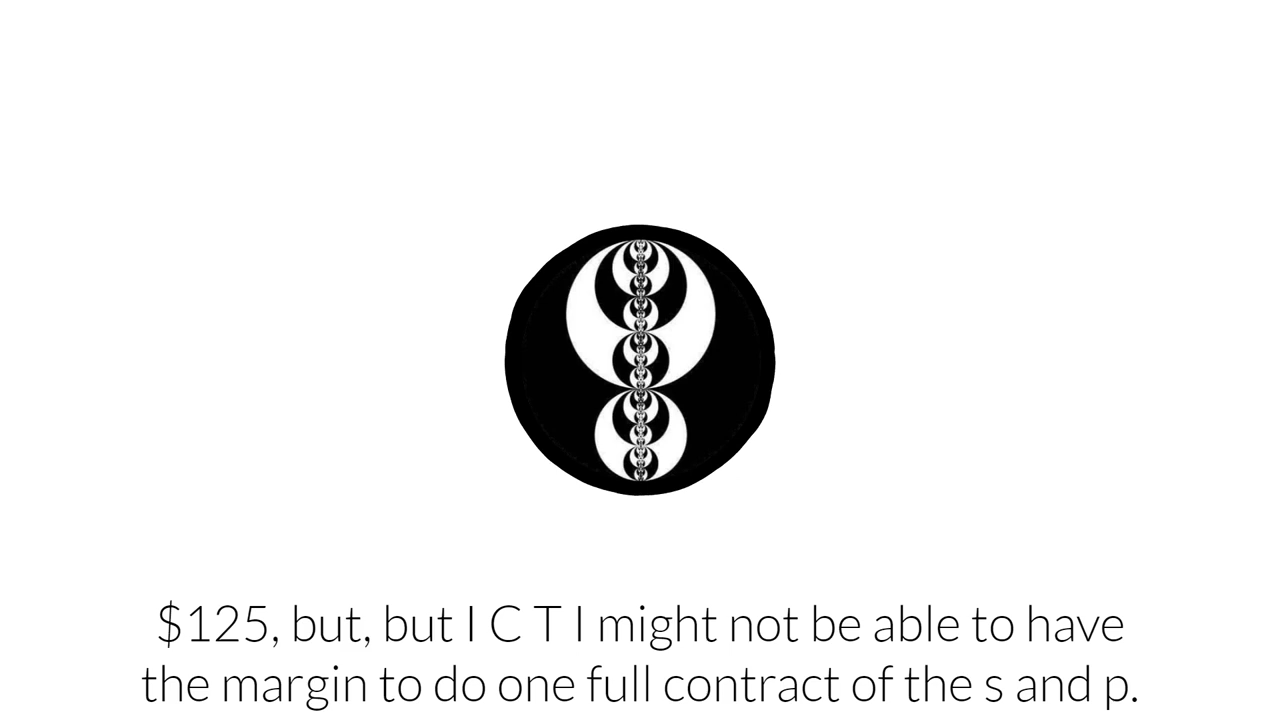 $125, but, but I C T I might not be able to have
the margin to do one full contract of the s and p.